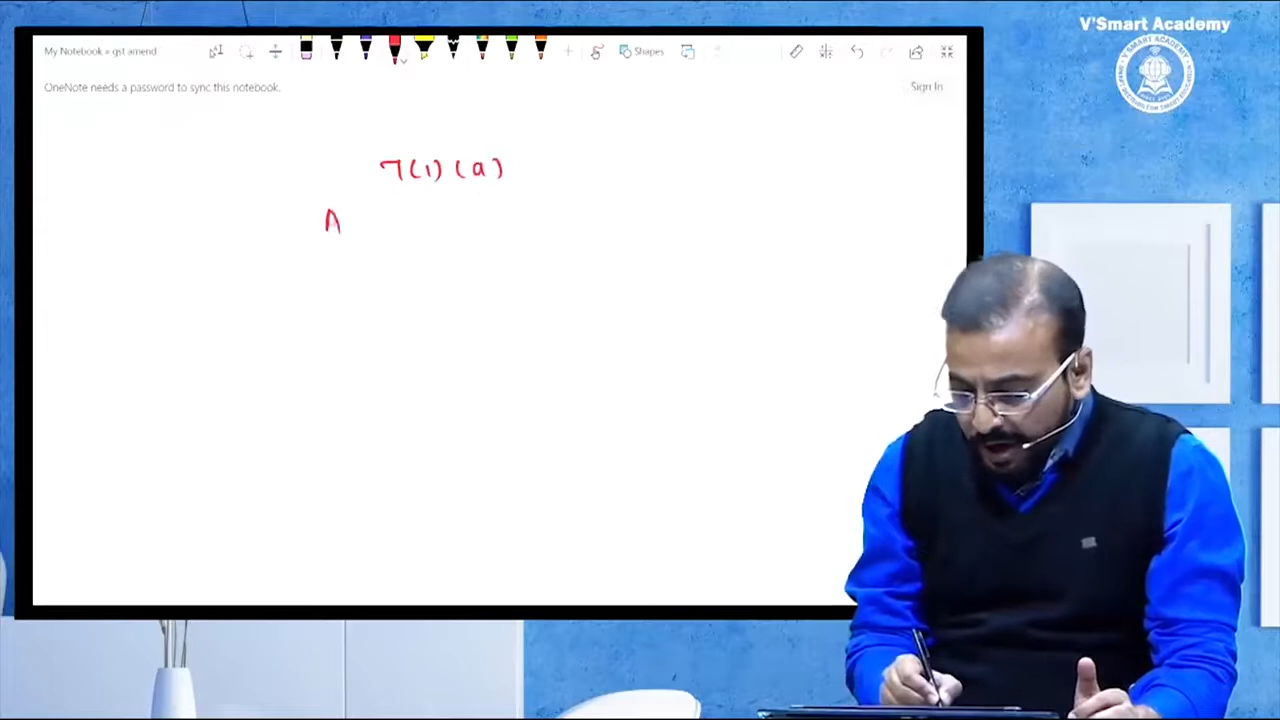 V'Smart Academy
My Notebook » gst amend
Shapes
OneNote needs a password to sync this notebook.
Sign In
7(1)(a)
A